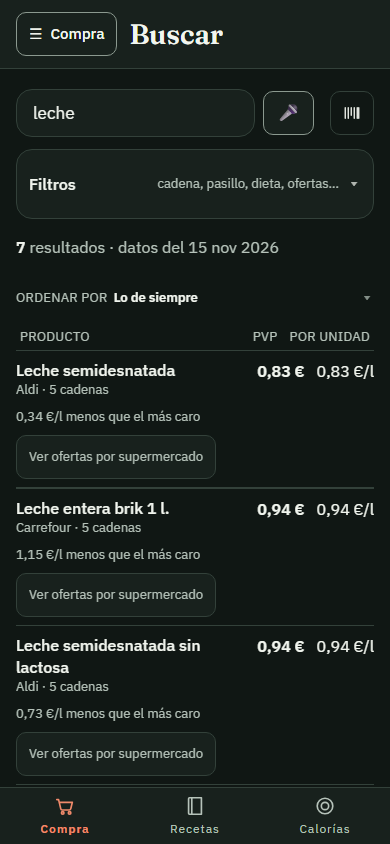 ☰ Compra Buscar
leche
Filtros cadena, pasillo, dieta, ofertas...
7 resultados · datos del 15 nov 2026
ORDENAR POR Lo de siempre
PRODUCTO PVP POR UNIDAD
Leche semidesnatada 0,83 € 0,83 €/l
Aldi · 5 cadenas
0,34 €/l menos que el más caro
Ver ofertas por supermercado
Leche entera brik 1 l. 0,94 € 0,94 €/l
Carrefour · 5 cadenas
1,15 €/l menos que el más caro
Ver ofertas por supermercado
Leche semidesnatada sin 0,94 € 0,94 €/l
lactosa
Aldi · 5 cadenas
0,73 €/l menos que el más caro
Ver ofertas por supermercado
Compra Recetas Calorías